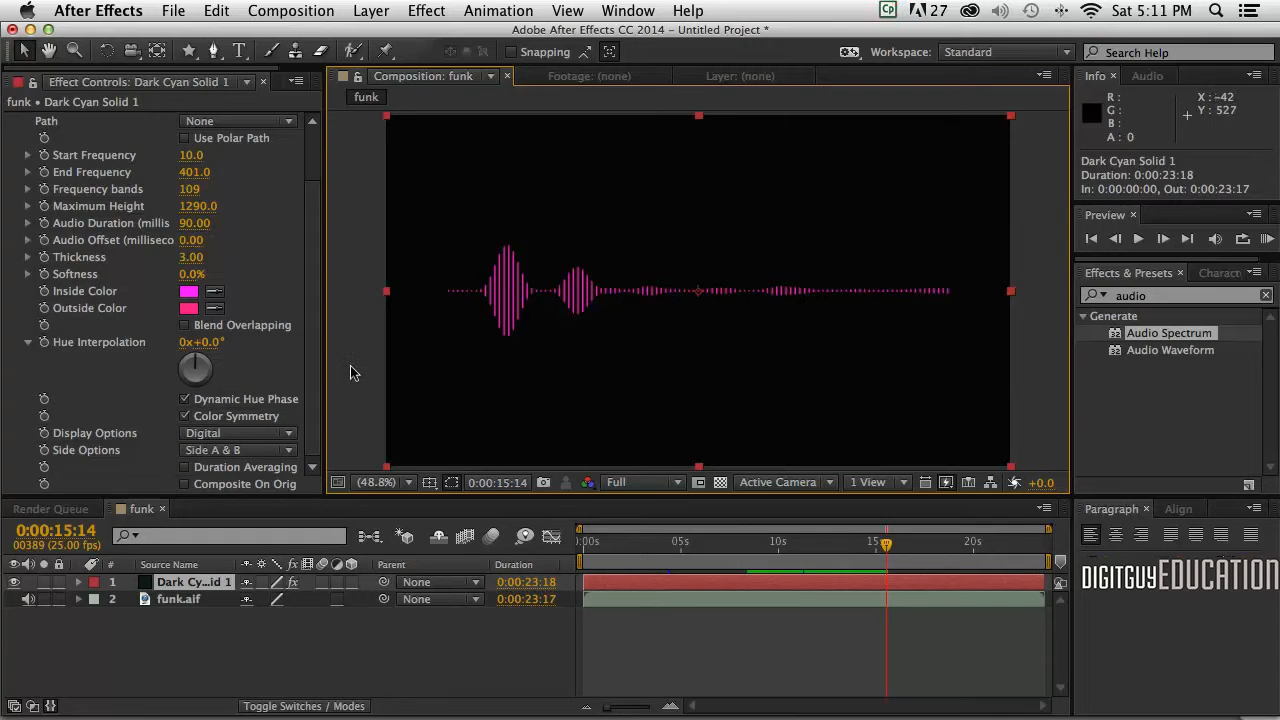 After Effects File Edit Composition Layer Effect Animation View Window Help 27 Sat 5:11 PM
Adobe After Effects CC 2014 - Untitled Project *
Snapping Workspace: Standard Search Help
Effect Controls: Dark Cyan Solid 1 Composition: funk Footage: (none) Layer: (none) Info Audio
funk • Dark Cyan Solid 1 funk
R: X: -42
G: Y: 527
B:
A: 0
Path None
Use Polar Path
Start Frequency 10.0
End Frequency 401.0
Frequency bands 109
Maximum Height 1290.0
Audio Duration (millis 90.00
Audio Offset (milliseco 0.00
Thickness 3.00
Softness 0.0%
Inside Color
Outside Color
Blend Overlapping
Hue Interpolation 0x+0.0°
Dynamic Hue Phase
Color Symmetry
Display Options Digital
Side Options Side A & B
Duration Averaging
Composite On Orig
Dark Cyan Solid 1
Duration: 0:00:23:18
In: 0:00:00:00, Out: 0:00:23:17
Preview
Effects & Presets Charact
audio
Generate
32 Audio Spectrum
32 Audio Waveform
(48.8%) 0:00:15:14 Full Active Camera 1 View +0.0
Render Queue funk
0:00:15:14
00389 (25.00 fps)
:00s 05s 10s 15s 20s
# Source Name fx Parent Duration
1 Dark Cy...id 1 fx None 0:00:23:18
2 funk.aif None 0:00:23:17
Toggle Switches / Modes
Paragraph Align
DIGITGUYEDUCATION